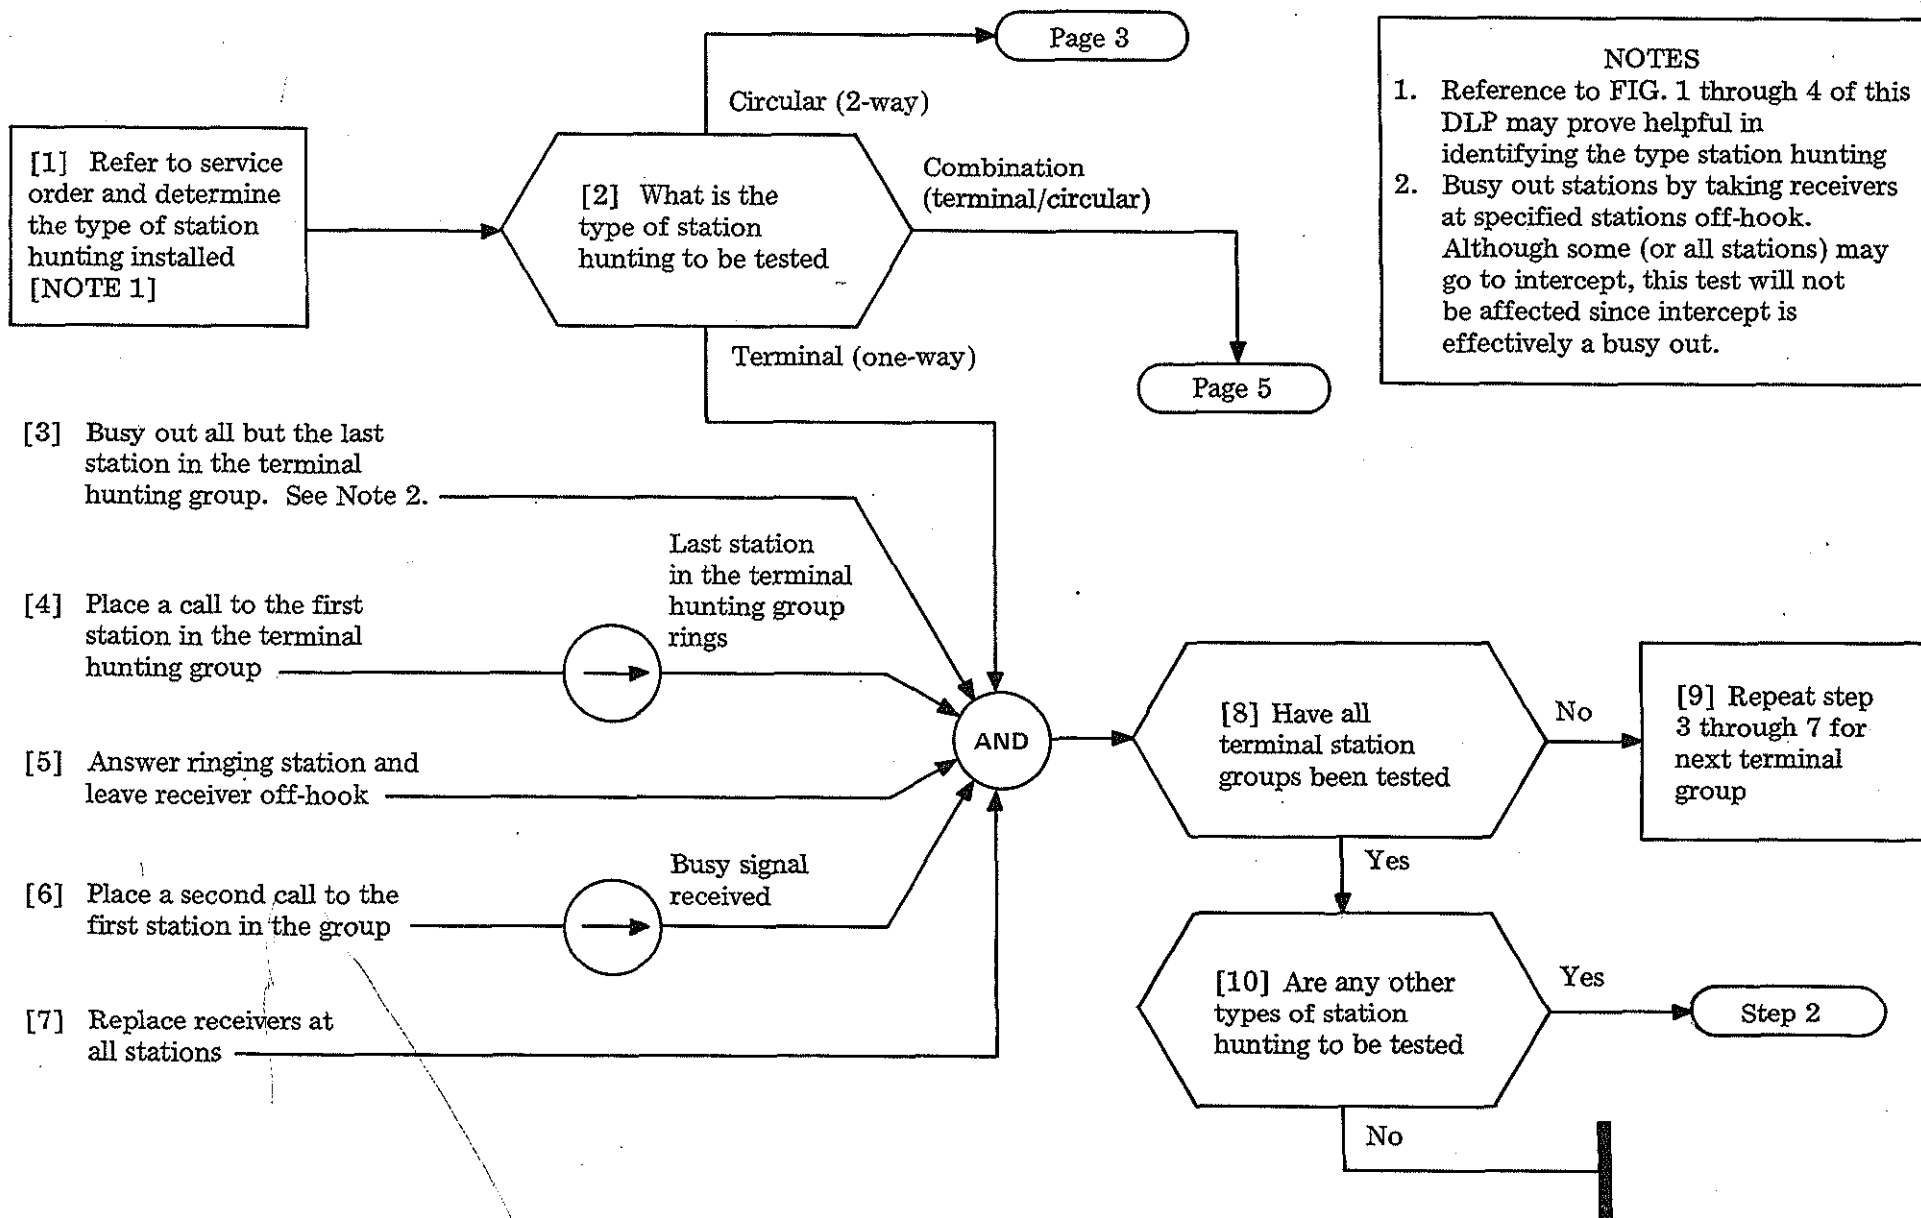 Page 3
Circular (2-way)
[1] Refer to service
order and determine
the type of station
hunting installed
[NOTE 1]
[2] What is the
type of station
hunting to be tested
Combination
(terminal/circular)
Page 5
Terminal (one-way)
NOTES
1. Reference to FIG. 1 through 4 of this
DLP may prove helpful in
identifying the type station hunting
2. Busy out stations by taking receivers
at specified stations off-hook.
Although some (or all stations) may
go to intercept, this test will not
be affected since intercept is
effectively a busy out.
[3] Busy out all but the last
station in the terminal
hunting group. See Note 2.
[4] Place a call to the first
station in the terminal
hunting group
Last station
in the terminal
hunting group
rings
[5] Answer ringing station and
leave receiver off-hook
[6] Place a second call to the
first station in the group
Busy signal
received
[7] Replace receivers at
all stations
AND
[8] Have all
terminal station
groups been tested
No
[9] Repeat step
3 through 7 for
next terminal
group
Yes
[10] Are any other
types of station
hunting to be tested
Yes
Step 2
No